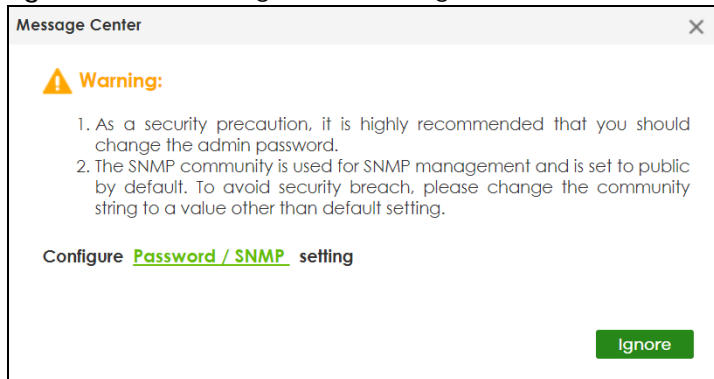 Message Center
Warning:
1. As a security precaution, it is highly recommended that you should
change the admin password.
2. The SNMP community is used for SNMP management and is set to public
by default. To avoid security breach, please change the community
string to a value other than default setting.
Configure Password / SNMP setting
Ignore